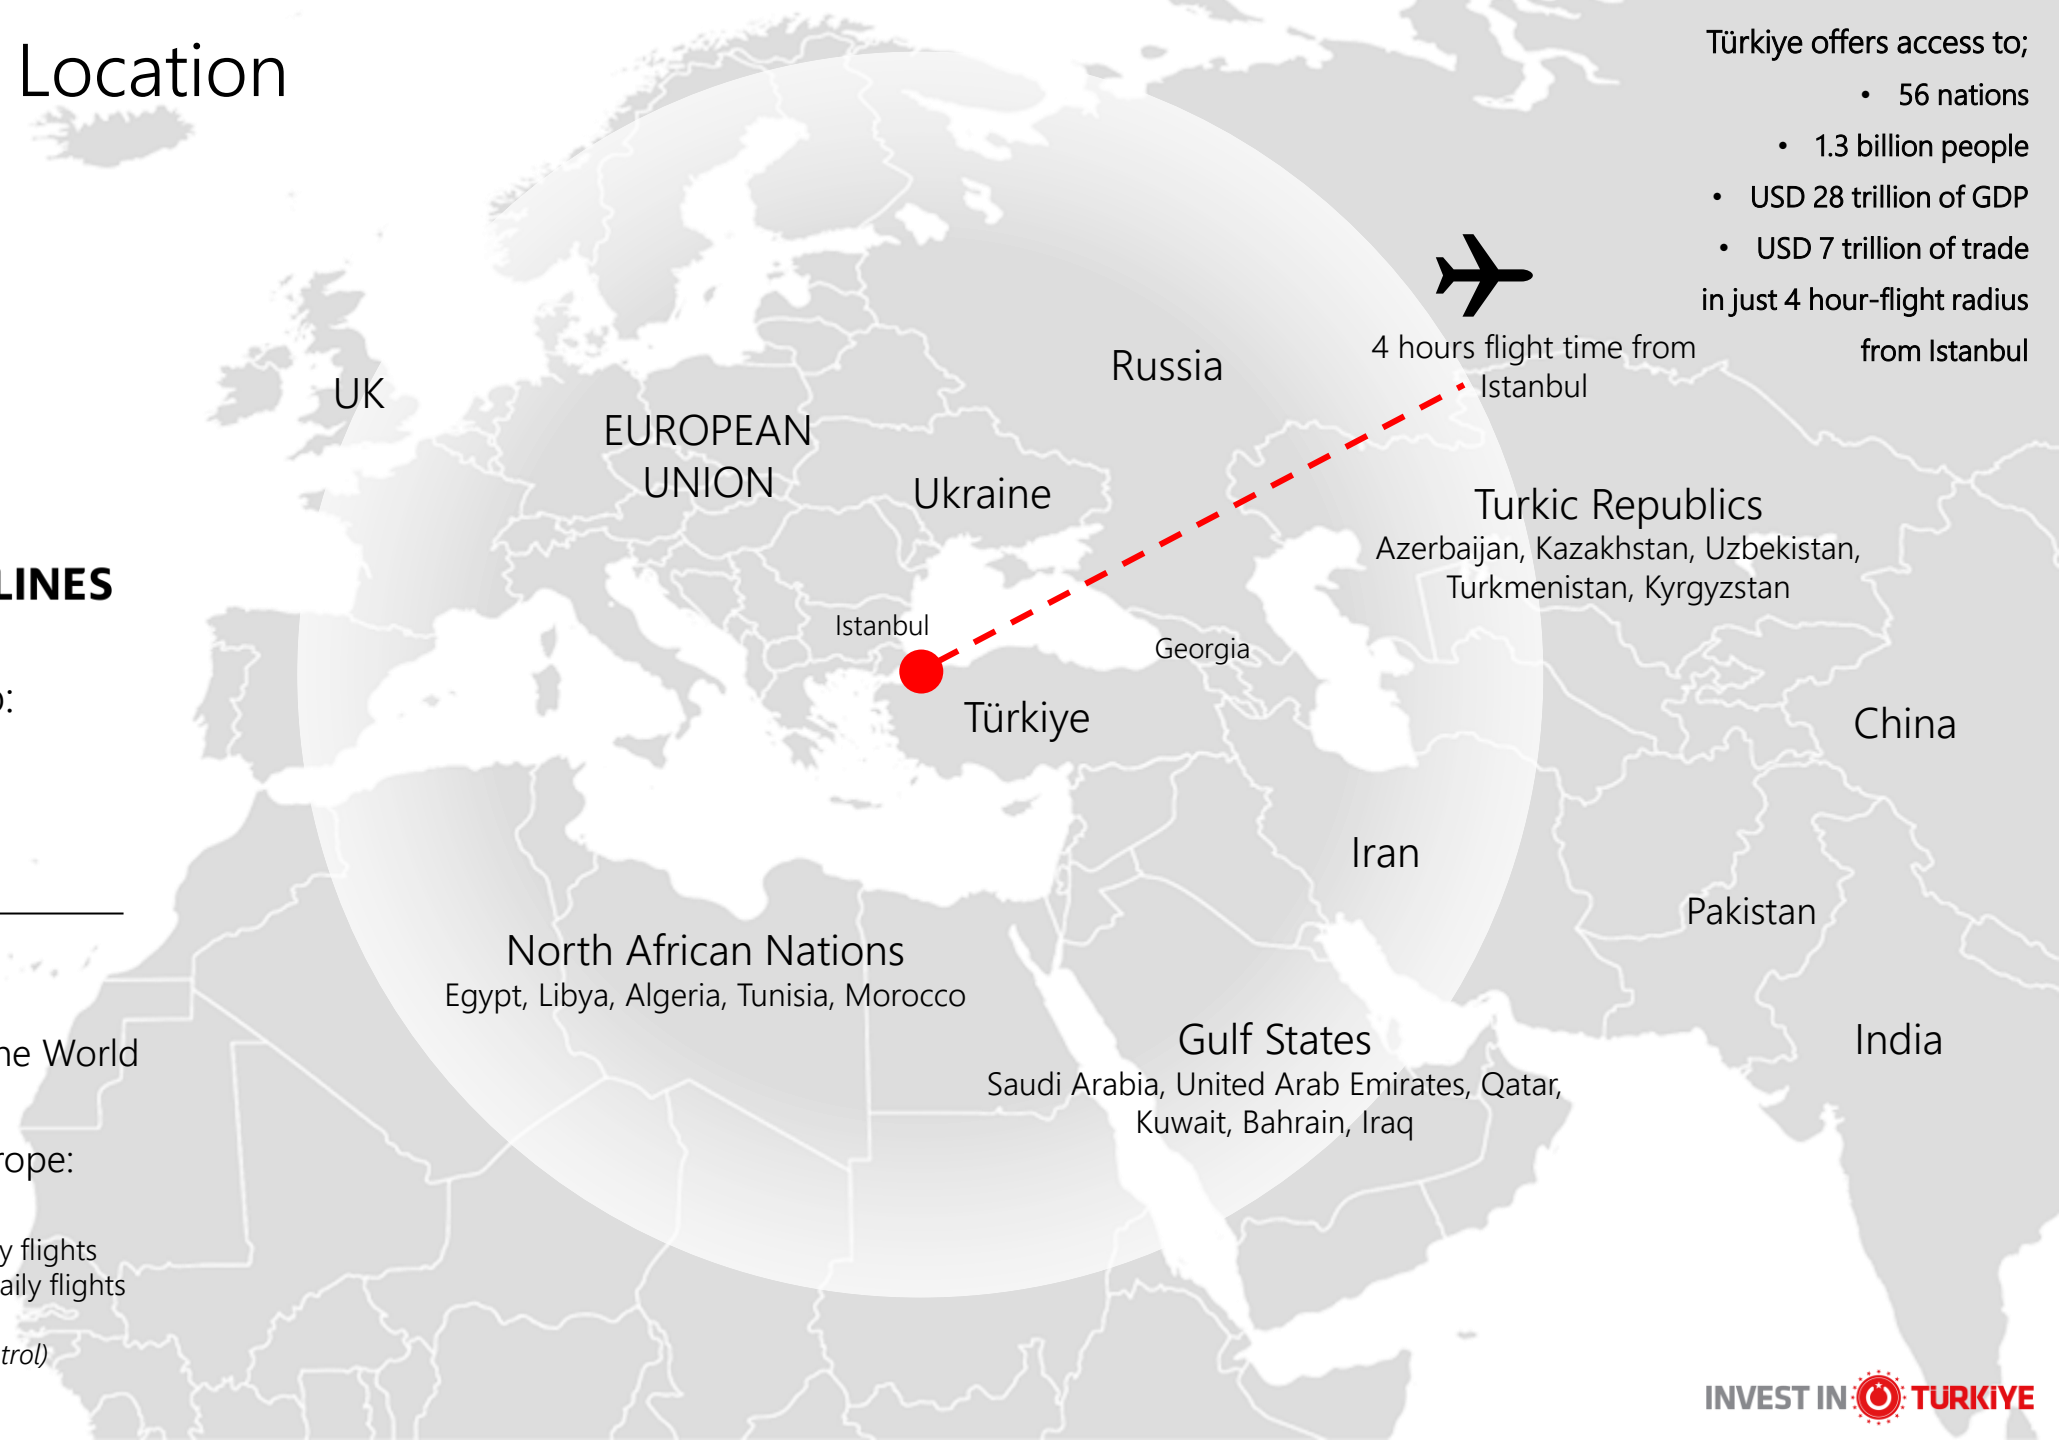 Location
Türkiye offers access to;
• 56 nations
• 1.3 billion people
• USD 28 trillion of GDP
• USD 7 trillion of trade
in just 4 hour-flight radius
from Istanbul
4 hours flight time from
Istanbul
Russia
UK
EUROPEAN
UNION
Ukraine
Turkic Republics
Azerbaijan, Kazakhstan, Uzbekistan,
Turkmenistan, Kyrgyzstan
LINES
Istanbul
Georgia
:
Türkiye
China
Iran
Pakistan
North African Nations
Egypt, Libya, Algeria, Tunisia, Morocco
Gulf States
Saudi Arabia, United Arab Emirates, Qatar,
Kuwait, Bahrain, Iraq
India
he World
rope:
y flights
aily flights
trol)
INVEST IN TÜRKİYE